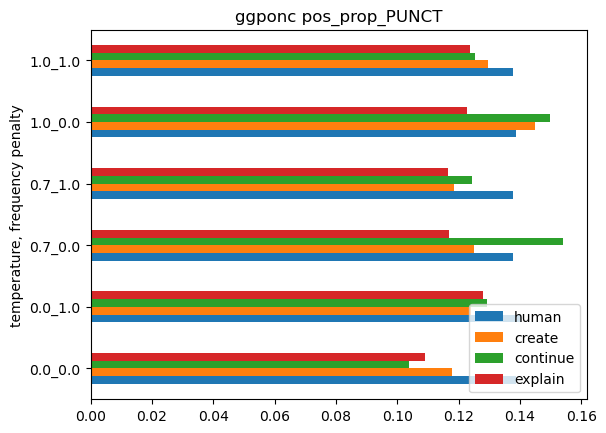 ggponc pos_prop_PUNCT
temperature, frequency penalty
1.0_1.0
1.0_0.0
0.7_1.0
0.7_0.0
0.0_1.0
0.0_0.0
human
create
continue
explain
0.00 0.02 0.04 0.06 0.08 0.10 0.12 0.14 0.16